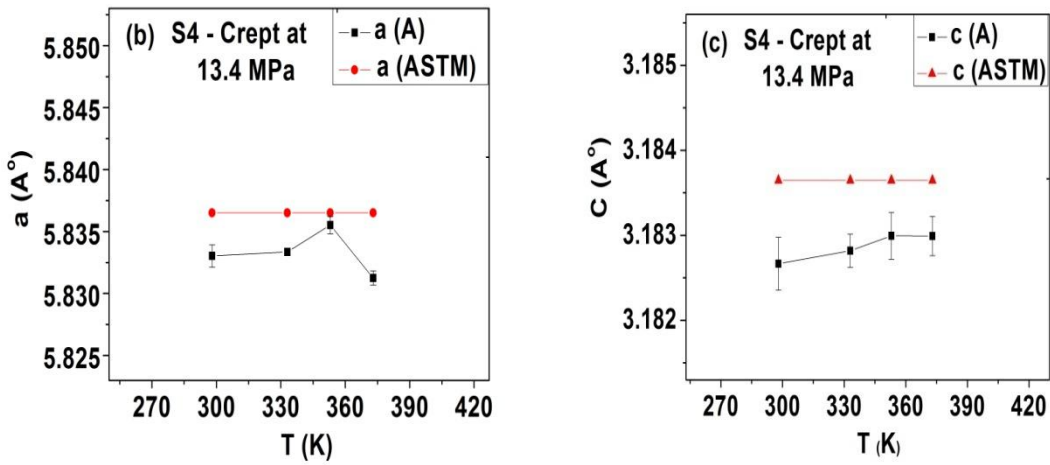 (b) S4 - Crept at
13.4 MPa
a (A)
a (ASTM)
5.850
5.845
5.840
5.835
5.830
5.825
a (A°)
270 300 330 360 390 420
T (K)
(c) S4 - Crept at
13.4 MPa
c (A)
c (ASTM)
3.185
3.184
3.183
3.182
C (A°)
270 300 330 360 390 420
T (K)